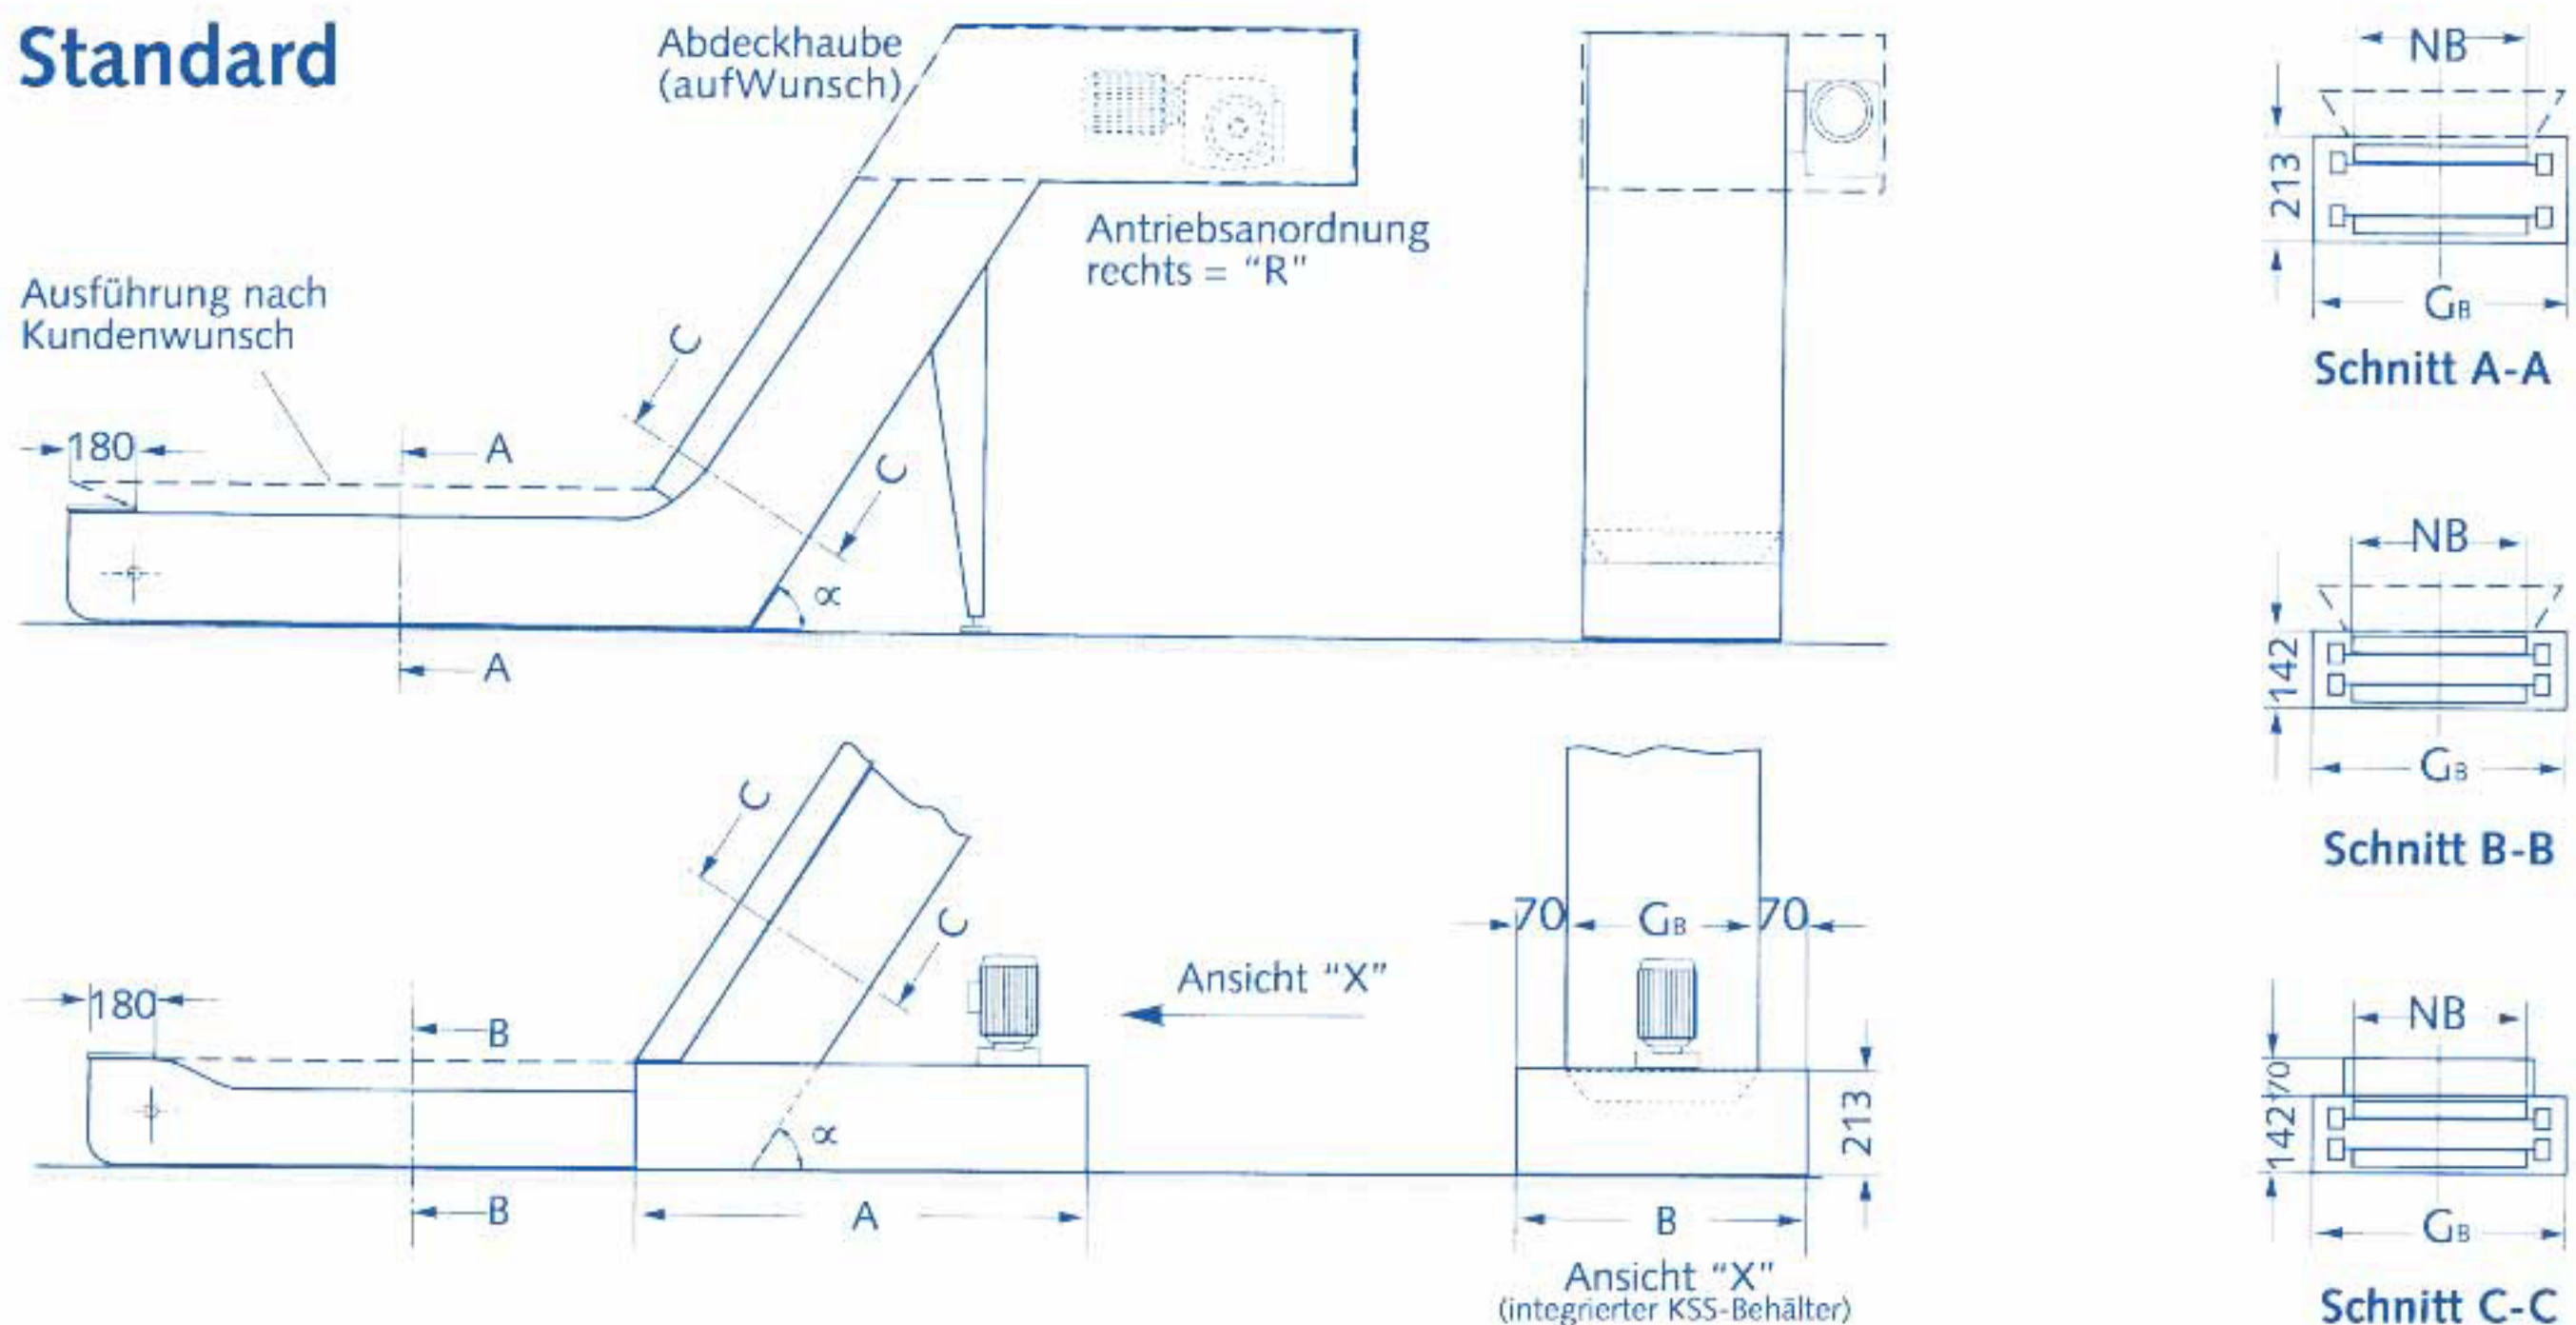 Standard
Abdeckhaube
(aufWunsch)
Antriebsanordnung
rechts = “R”
Ausführung nach
Kundenwunsch
180
A
A
C
C
∝
NB
213
GB
Schnitt A-A
NB
142
GB
Schnitt B-B
C
C
180
B
B
∝
A
Ansicht “X”
70
GB
70
213
B
Ansicht “X”
(integrierter KSS-Behälter)
NB
70
142
GB
Schnitt C-C